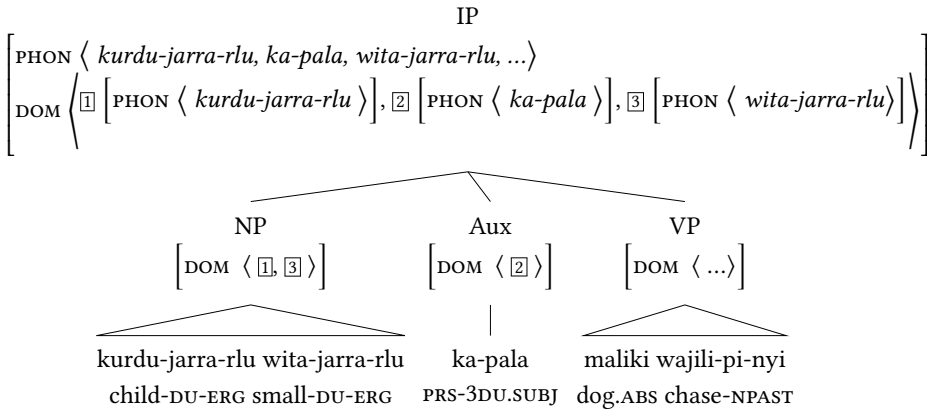 IP
PHON ⟨ kurdu-jarra-rlu, ka-pala, wita-jarra-rlu, ...⟩
DOM ⟨ 1 [PHON ⟨ kurdu-jarra-rlu ⟩], 2 [PHON ⟨ ka-pala ⟩], 3 [PHON ⟨ wita-jarra-rlu⟩] ⟩
NP Aux VP
[DOM ⟨ 1, 3 ⟩] [DOM ⟨ 2 ⟩] [DOM ⟨ ...⟩]
kurdu-jarra-rlu wita-jarra-rlu ka-pala maliki wajili-pi-nyi
child-DU-ERG small-DU-ERG PRS-3DU.SUBJ dog.ABS chase-NPAST